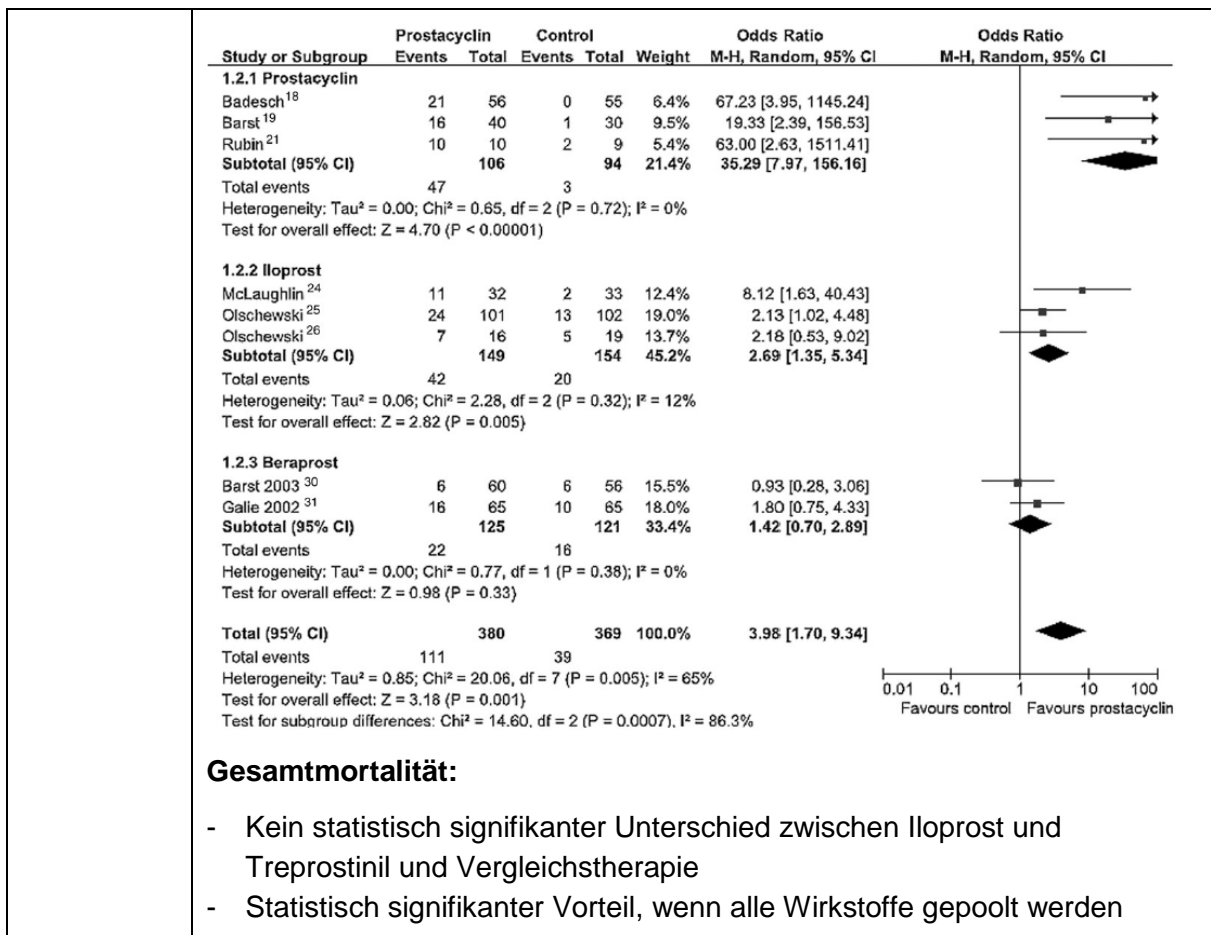 Prostacyclin Control Odds Ratio Odds Ratio
Study or Subgroup Events Total Events Total Weight M-H, Random, 95% CI M-H, Random, 95% CI
1.2.1 Prostacyclin
Badesch18 21 56 0 55 6.4% 67.23 [3.95, 1145.24]
Barst19 16 40 1 30 9.5% 19.33 [2.39, 156.53]
Rubin21 10 10 2 9 5.4% 63.00 [2.63, 1511.41]
Subtotal (95% CI) 106 94 21.4% 35.29 [7.97, 156.16]
Total events 47 3
Heterogeneity: Tau² = 0.00; Chi² = 0.65, df = 2 (P = 0.72); I² = 0%
Test for overall effect: Z = 4.70 (P < 0.00001)
1.2.2 Iloprost
McLaughlin24 11 32 2 33 12.4% 8.12 [1.63, 40.43]
Olschewski25 24 101 13 102 19.0% 2.13 [1.02, 4.48]
Olschewski26 7 16 5 19 13.7% 2.18 [0.53, 9.02]
Subtotal (95% CI) 149 154 45.2% 2.69 [1.35, 5.34]
Total events 42 20
Heterogeneity: Tau² = 0.06; Chi² = 2.28, df = 2 (P = 0.32); I² = 12%
Test for overall effect: Z = 2.82 (P = 0.005)
1.2.3 Beraprost
Barst 2003 30 6 60 6 56 15.5% 0.93 [0.28, 3.06]
Galie 2002 31 16 65 10 65 18.0% 1.80 [0.75, 4.33]
Subtotal (95% CI) 125 121 33.4% 1.42 [0.70, 2.89]
Total events 22 16
Heterogeneity: Tau² = 0.00; Chi² = 0.77, df = 1 (P = 0.38); I² = 0%
Test for overall effect: Z = 0.98 (P = 0.33)
Total (95% CI) 380 369 100.0% 3.98 [1.70, 9.34]
Total events 111 39
Heterogeneity: Tau² = 0.85; Chi² = 20.06, df = 7 (P = 0.005); I² = 65%
Test for overall effect: Z = 3.18 (P = 0.001)
Test for subgroup differences: Chi² = 14.60, df = 2 (P = 0.0007), I² = 86.3%
0.01 0.1 1 10 100
Favours control Favours prostacyclin
Gesamtmortalität:
- Kein statistisch signifikanter Unterschied zwischen Iloprost und
Treprostinil und Vergleichstherapie
- Statistisch signifikanter Vorteil, wenn alle Wirkstoffe gepoolt werden